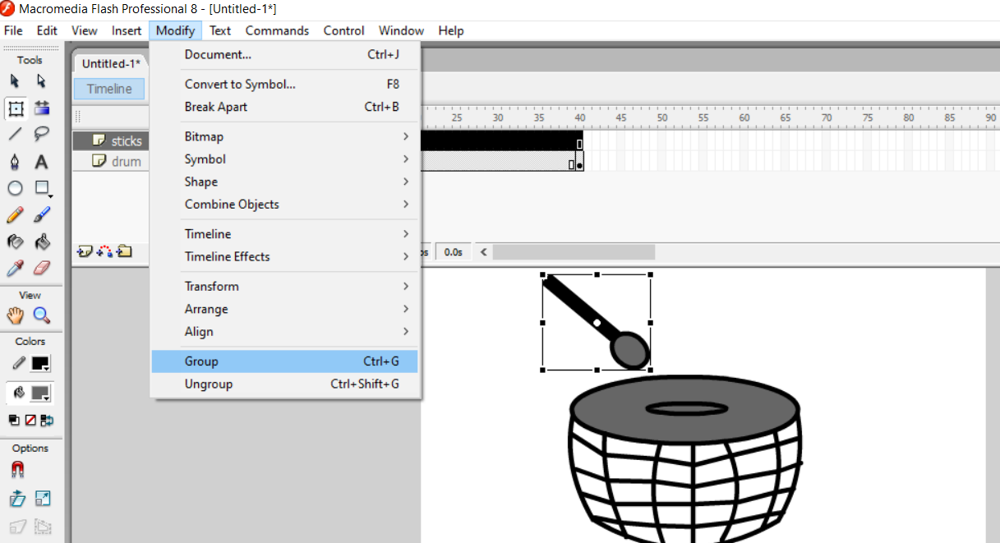 Macromedia Flash Professional 8 - [Untitled-1*]
File Edit View Insert Modify Text Commands Control Window Help
Tools
Untitled-1*
Timeline
25 30 35 40 45 50 55 60 65 70 75 80 85 90
sticks
drum
0.0s
Document... Ctrl+J
Convert to Symbol... F8
Break Apart Ctrl+B
Bitmap
Symbol
Shape
Combine Objects
Timeline
Timeline Effects
Transform
Arrange
Align
Group Ctrl+G
Ungroup Ctrl+Shift+G
View
Colors
Options